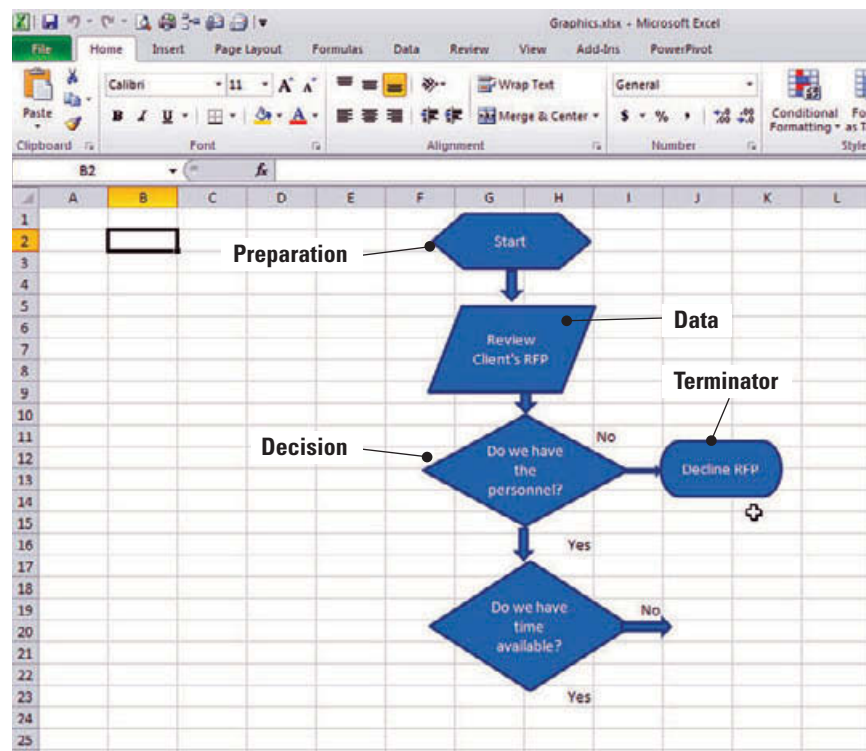 Graphics.xlsx - Microsoft Excel
File Home Insert Page Layout Formulas Data Review View Add-Ins PowerPivot
Calibri 11 A A Wrap Text General
Paste B I U A Merge & Center $ % , Conditional
Formatting as T
Clipboard Font Alignment Number Style
B2 fx
A B C D E F G H I J K L
1
2
3
4
5
6
7
8
9
10
11
12
13
14
15
16
17
18
19
20
21
22
23
24
25
Preparation
Start
Data
Review
Client's RFP
Terminator
Decision
No
Do we have
the
personnel?
Decline RFP
Yes
Do we have
time
available?
No
Yes